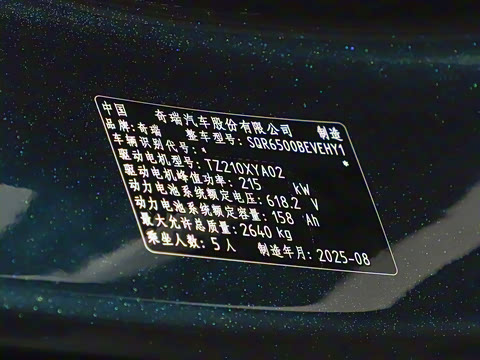 中国 奇瑞汽车股份有限公司 制造
品牌:奇瑞 整车型号:SQR6500BEVEHY1
车辆识别代号:* *
驱动电机型号:TZ210XYA02
驱动电机峰值功率:215 kW
动力电池系统额定电压:618.2 V
动力电池系统额定容量:158 Ah
最大允许总质量:2640 kg
乘坐人数:5人 制造年月:2025-08